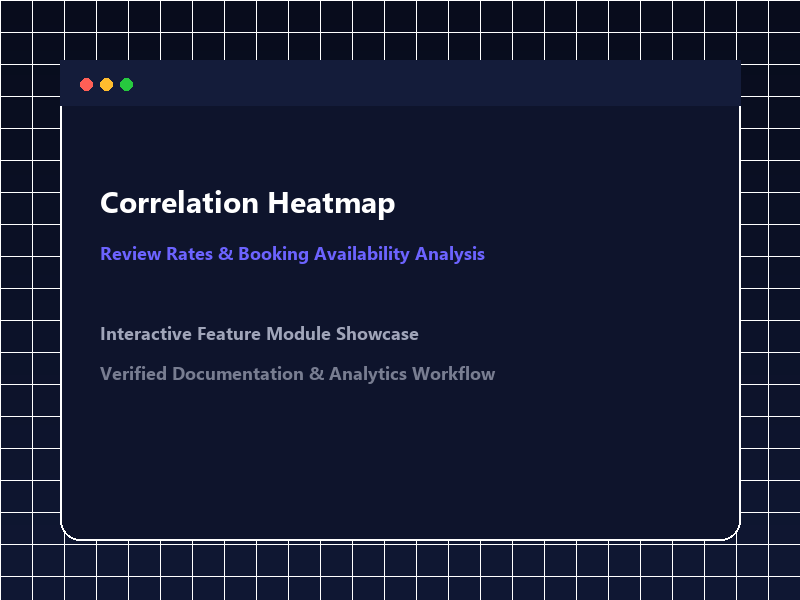 Correlation Heatmap
Review Rates & Booking Availability Analysis
Interactive Feature Module Showcase
Verified Documentation & Analytics Workflow